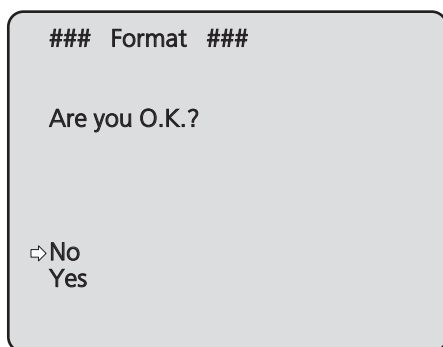 ### Format ###
Are you O.K.?
⇨No
Yes